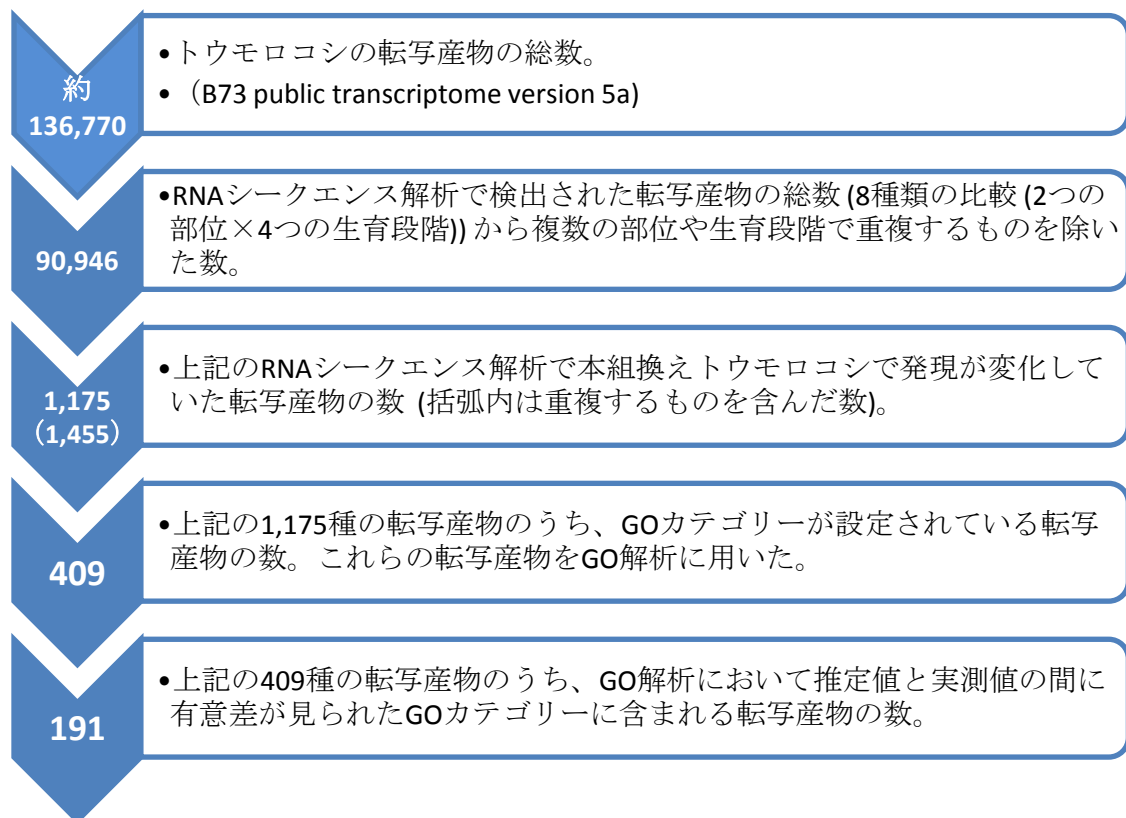 約
136,770
•トウモロコシの転写産物の総数。
• （B73 public transcriptome version 5a)
90,946
•RNAシークエンス解析で検出された転写産物の総数 (8種類の比較 (2つの
部位×4つの生育段階)) から複数の部位や生育段階で重複するものを除い
た数。
1,175
（1,455）
•上記のRNAシークエンス解析で本組換えトウモロコシで発現が変化して
いた転写産物の数 (括弧内は重複するものを含んだ数)。
409
•上記の1,175種の転写産物のうち、GOカテゴリーが設定されている転写
産物の数。これらの転写産物をGO解析に用いた。
191
•上記の409種の転写産物のうち、GO解析において推定値と実測値の間に
有意差が見られたGOカテゴリーに含まれる転写産物の数。